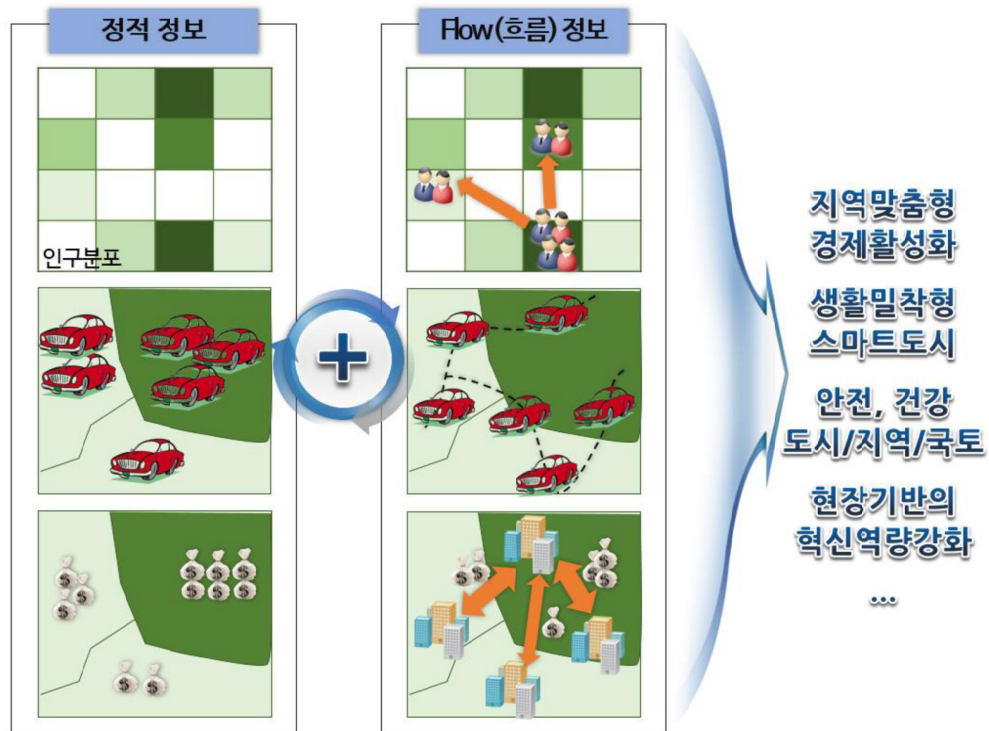 정적 정보
Flow(흐름) 정보
인구분포
지역맞춤형
경제활성화
생활밀착형
스마트도시
안전, 건강
도시/지역/국토
현장기반의
혁신역량강화
...